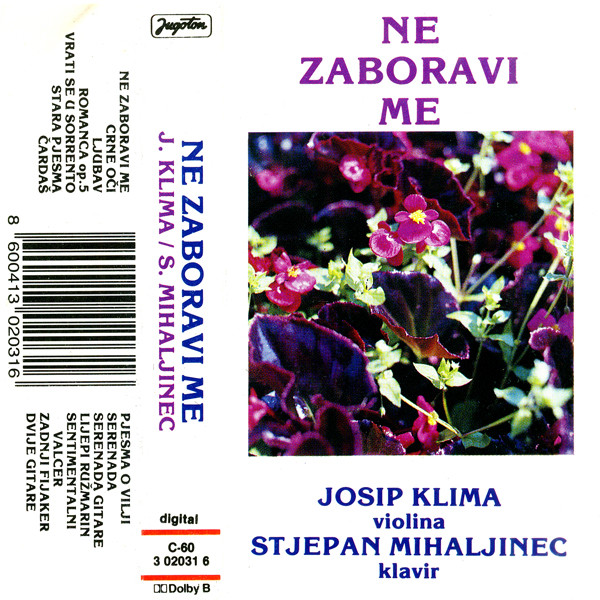 NE ZABORAVI ME
CRNE OČI
LJUBAV
ROMANCA op.5
VRATI SE U SORRENTO
STARA PJESMA
ČARDAŠ
8 600413 020316
PJESMA O VILJI
SERENADA
SERENADA GITARE
LIJEPI RUŽMARIN
SENTIMENTALNI
VALCER
ZADNJI FIJAKER
DVIJE GITARE
Jugoton
NE ZABORAVI ME
J. KLIMA / S. MIHALJINEC
digital
C-60
3 02031 6
Dolby B
NE
ZABORAVI
ME
JOSIP KLIMA
violina
STJEPAN MIHALJINEC
klavir